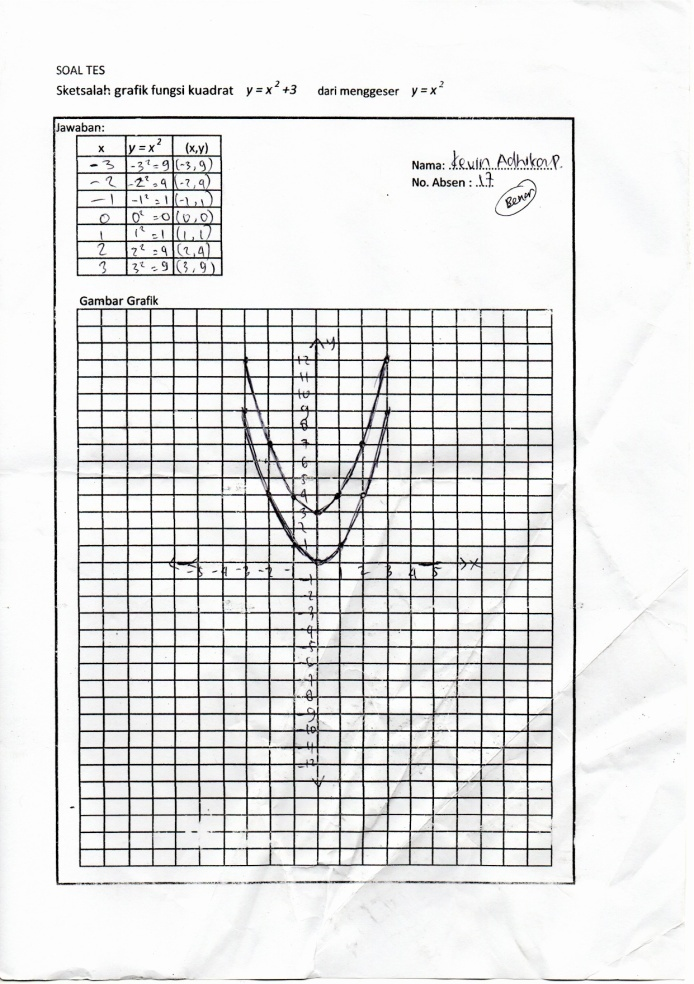 SOAL TES
Sketsalah grafik fungsi kuadrat y = x² +3 dari menggeser y = x²
Jawaban:
x y = x² (x,y)
-3 -3² = 9 (-3, 9)
-2 -2² = 4 (-2, 4)
-1 -1² = 1 (-1, 1)
0 0² = 0 (0, 0)
1 1² = 1 (1, 1)
2 2² = 4 (2, 4)
3 3² = 9 (3, 9)
Nama: Kevin Adhika P.
No. Absen : 17
Benar
Gambar Grafik
y
12
11
10
9
8
7
6
5
4
3
2
1
-5 -4 -3 -2 -1 1 2 3 4 5 x
-1
-2
-3
-4
-5
-6
-7
-8
-9
-10
-11
-12